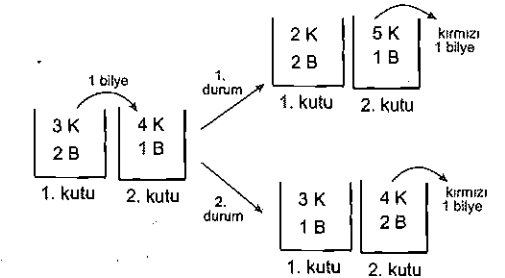 1 bilye
3 K
2 B
1. kutu
4 K
1 B
2. kutu
1.
durum
2 K
2 B
1. kutu
5 K
1 B
2. kutu
kırmızı
1 bilye
2.
durum
3 K
1 B
1. kutu
4 K
2 B
2. kutu
kırmızı
1 bilye